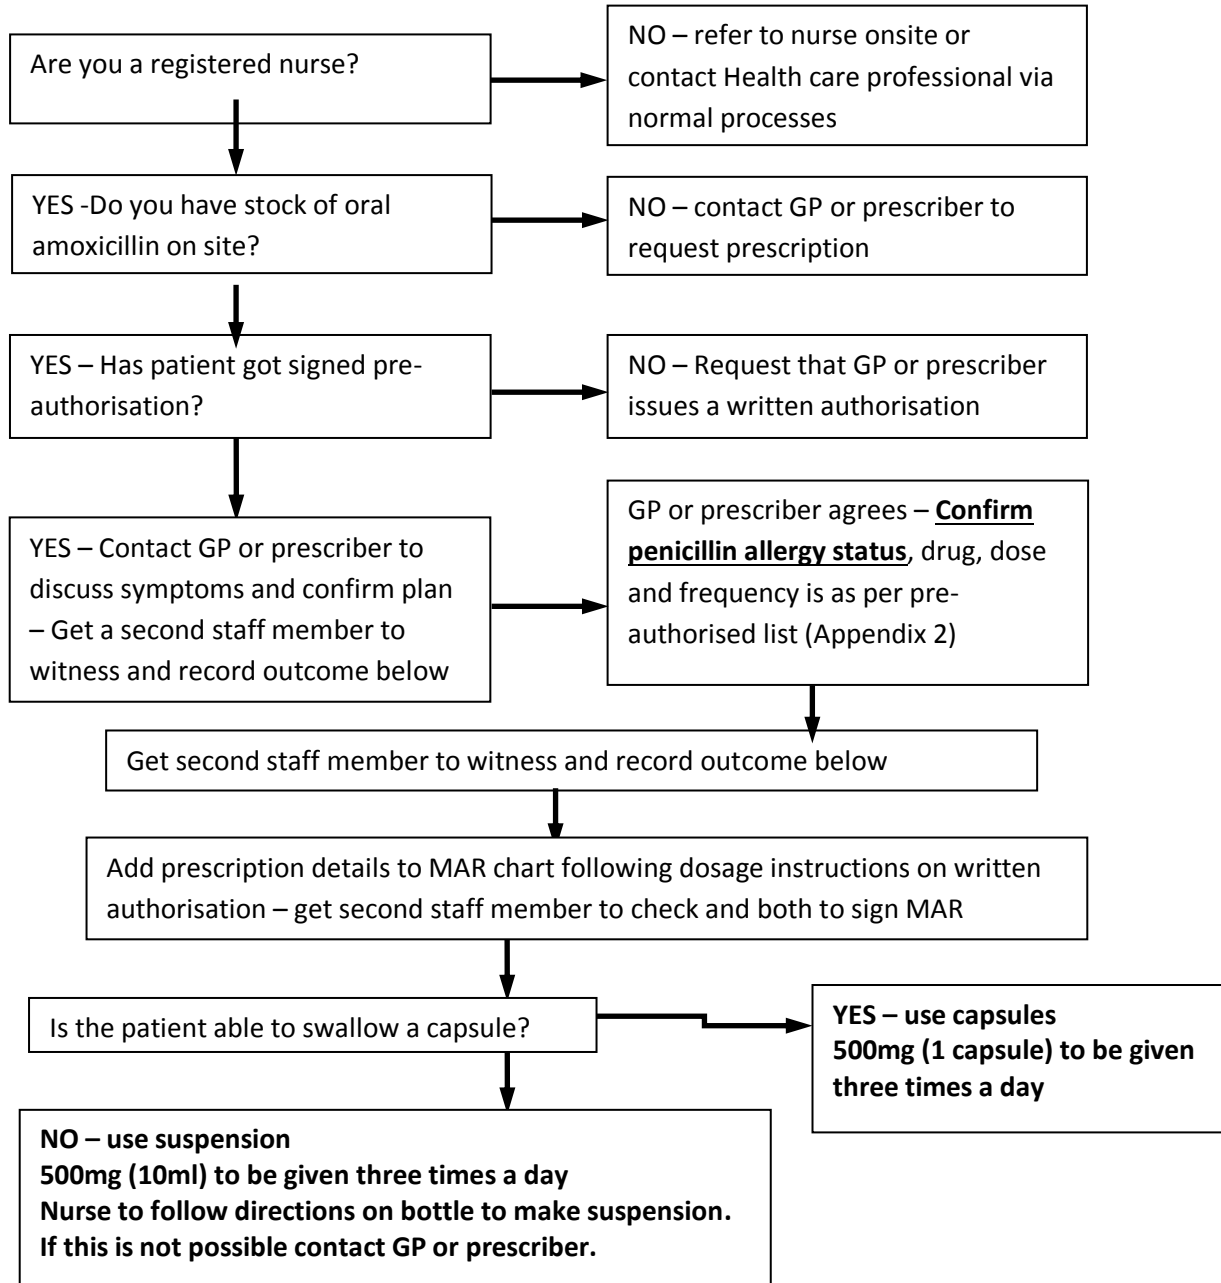 Are you a registered nurse?
NO – refer to nurse onsite or
contact Health care professional via
normal processes
YES -Do you have stock of oral
amoxicillin on site?
NO – contact GP or prescriber to
request prescription
YES – Has patient got signed pre-
authorisation?
NO – Request that GP or prescriber
issues a written authorisation
YES – Contact GP or prescriber to
discuss symptoms and confirm plan
– Get a second staff member to
witness and record outcome below
GP or prescriber agrees – Confirm
penicillin allergy status, drug, dose
and frequency is as per pre-
authorised list (Appendix 2)
Get second staff member to witness and record outcome below
Add prescription details to MAR chart following dosage instructions on written
authorisation – get second staff member to check and both to sign MAR
Is the patient able to swallow a capsule?
YES – use capsules
500mg (1 capsule) to be given
three times a day
NO – use suspension
500mg (10ml) to be given three times a day
Nurse to follow directions on bottle to make suspension.
If this is not possible contact GP or prescriber.